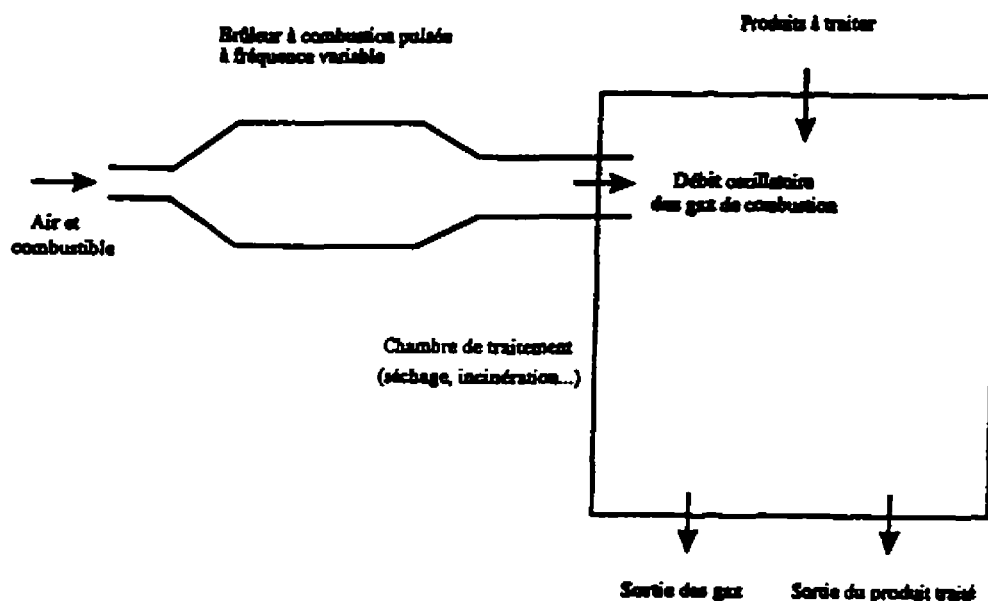 Brûleur à combustion pulsée
à fréquence variable
Produits à traiter
Air et
combustible
Débit oscillatoire
des gaz de combustion
Chambre de traitement
(séchage, incinération...)
Sortie des gaz
Sortie du produit traité